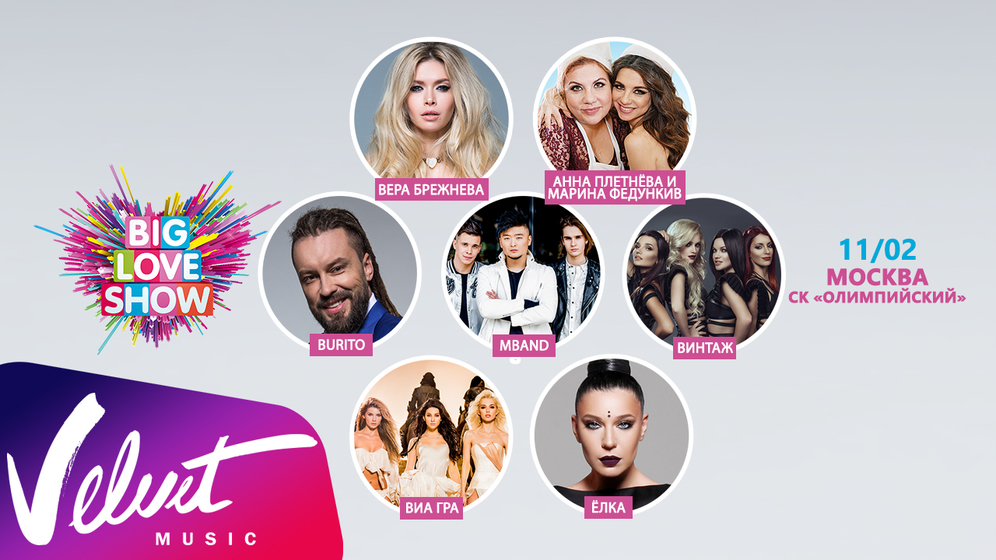 ВЕРА БРЕЖНЕВА
АННА ПЛЕТНЁВА И
МАРИНА ФЕДУНКИВ
BIG
LOVE
SHOW
11/02
МОСКВА
СК «ОЛИМПИЙСКИЙ»
BURITO
MBAND
ВИНТАЖ
Velvet
MUSIC
ВИА ГРА
ЁЛКА